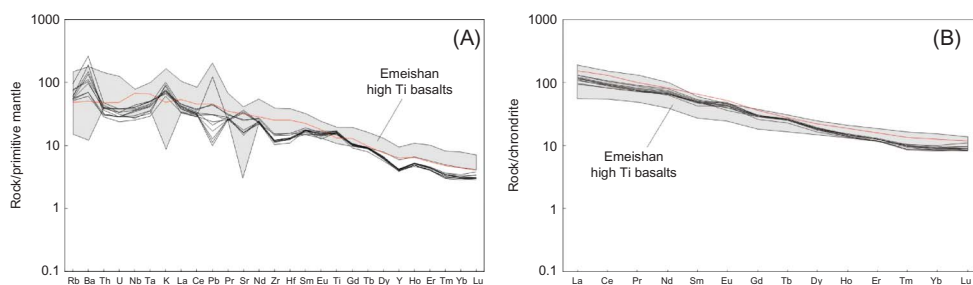 1000
100
10
1
0.1
Rock/primitive mantle
(A)
Emeishan
high Ti basalts
Rb Ba Th U Nb Ta K La Ce Pb Pr Sr Nd Zr Hf Sm Eu Ti Gd Tb Dy Y Ho Er Tm Yb Lu
1000
100
10
1
0.1
Rock/chrondrite
(B)
Emeishan
high Ti basalts
La Ce Pr Nd Sm Eu Gd Tb Dy Ho Er Tm Yb Lu